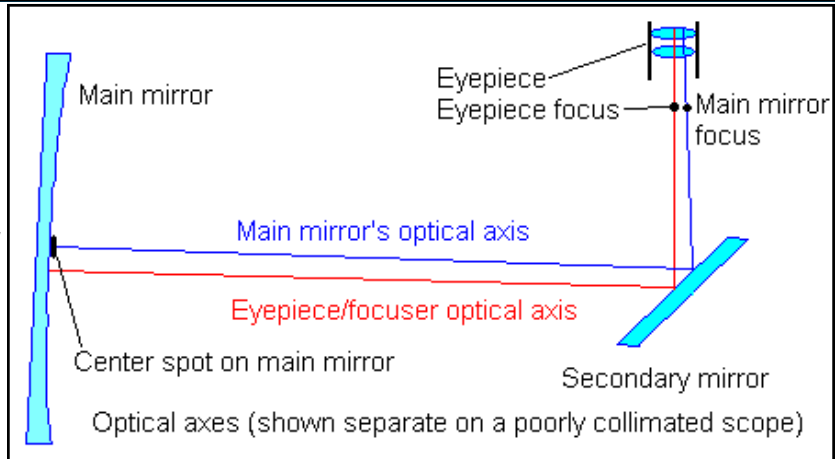 Main mirror
Eyepiece
Eyepiece focus
Main mirror
focus
Main mirror's optical axis
Eyepiece/focuser optical axis
Center spot on main mirror
Secondary mirror
Optical axes (shown separate on a poorly collimated scope)